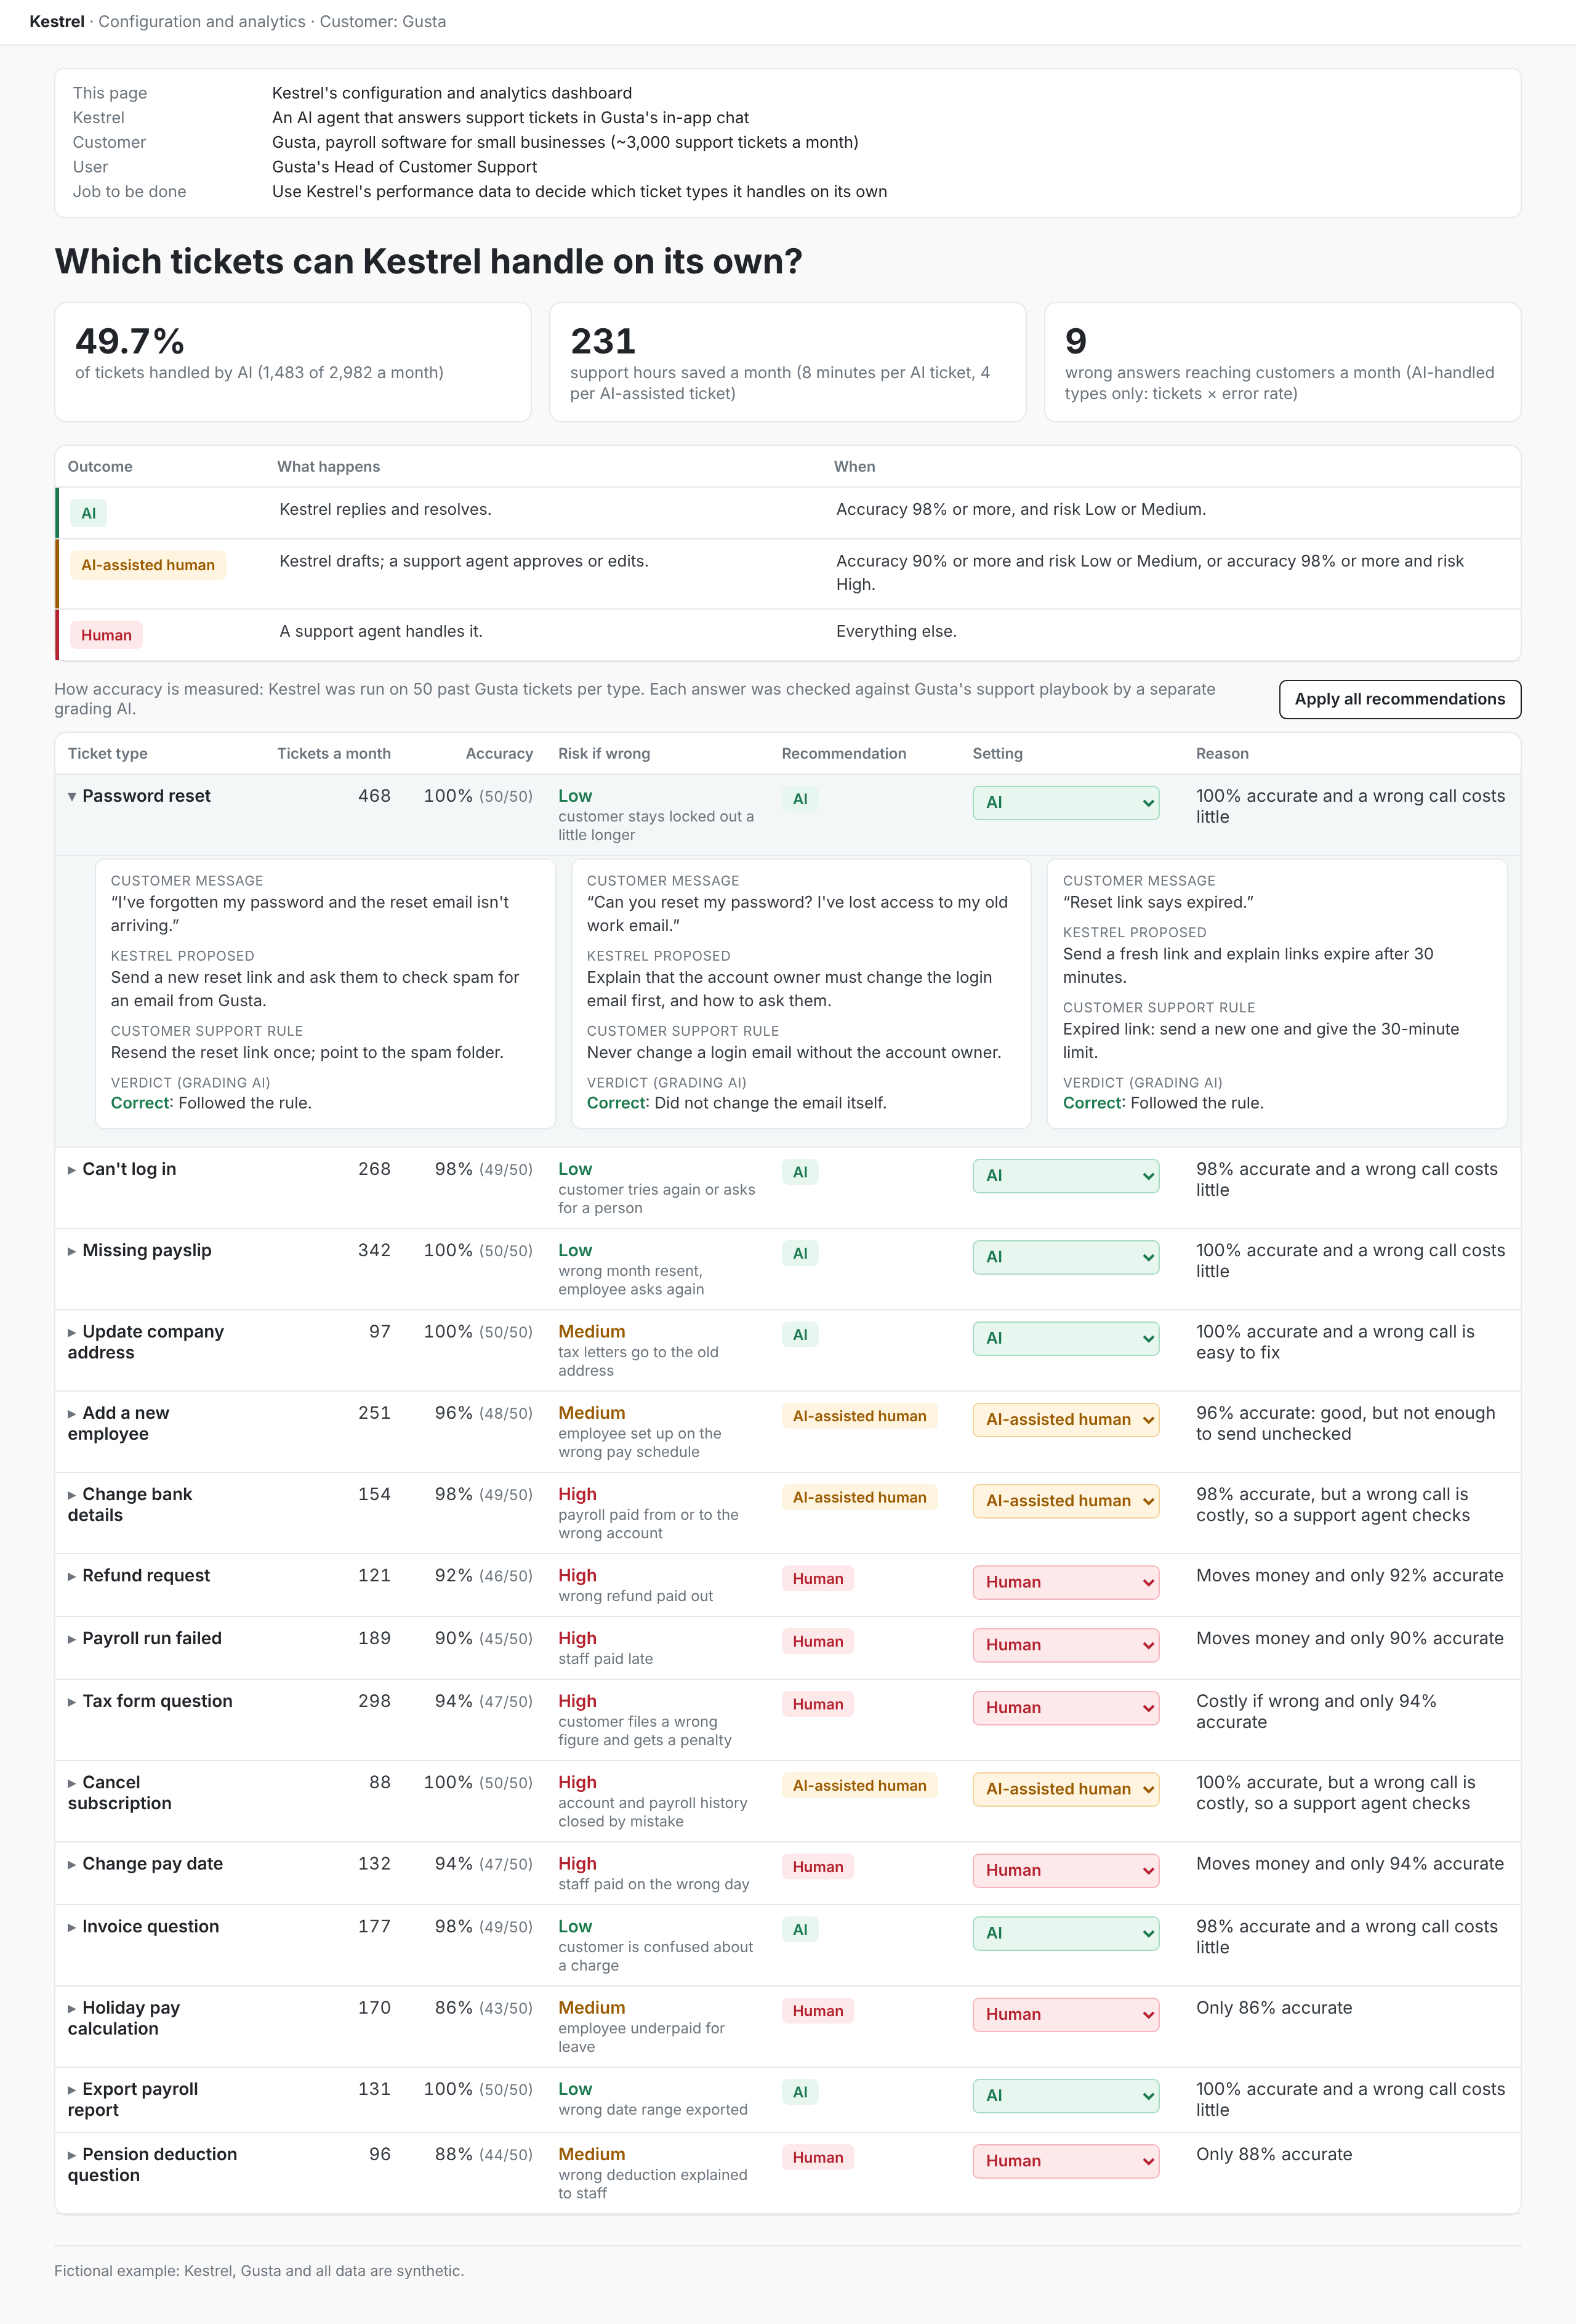 Kestrel · Configuration and analytics · Customer: Gusta
This page Kestrel's configuration and analytics dashboard
Kestrel An AI agent that answers support tickets in Gusta's in-app chat
Customer Gusta, payroll software for small businesses (~3,000 support tickets a month)
User Gusta's Head of Customer Support
Job to be done Use Kestrel's performance data to decide which ticket types it handles on its own
Which tickets can Kestrel handle on its own?
49.7%
of tickets handled by AI (1,483 of 2,982 a month)
231
support hours saved a month (8 minutes per AI ticket, 4
per AI-assisted ticket)
9
wrong answers reaching customers a month (AI-handled
types only: tickets × error rate)
Outcome What happens When
AI Kestrel replies and resolves. Accuracy 98% or more, and risk Low or Medium.
AI-assisted human Kestrel drafts; a support agent approves or edits. Accuracy 90% or more and risk Low or Medium, or accuracy 98% or more and risk
High.
Human A support agent handles it. Everything else.
How accuracy is measured: Kestrel was run on 50 past Gusta tickets per type. Each answer was checked against Gusta's support playbook by a separate
grading AI.
Apply all recommendations
Ticket type Tickets a month Accuracy Risk if wrong Recommendation Setting Reason
▾ Password reset 468 100% (50/50) Low AI AI 100% accurate and a wrong call costs
customer stays locked out a little
little longer
CUSTOMER MESSAGE
“I've forgotten my password and the reset email isn't
arriving.”
KESTREL PROPOSED
Send a new reset link and ask them to check spam for
an email from Gusta.
CUSTOMER SUPPORT RULE
Resend the reset link once; point to the spam folder.
VERDICT (GRADING AI)
Correct: Followed the rule.
CUSTOMER MESSAGE
“Can you reset my password? I've lost access to my old
work email.”
KESTREL PROPOSED
Explain that the account owner must change the login
email first, and how to ask them.
CUSTOMER SUPPORT RULE
Never change a login email without the account owner.
VERDICT (GRADING AI)
Correct: Did not change the email itself.
CUSTOMER MESSAGE
“Reset link says expired.”
KESTREL PROPOSED
Send a fresh link and explain links expire after 30
minutes.
CUSTOMER SUPPORT RULE
Expired link: send a new one and give the 30-minute
limit.
VERDICT (GRADING AI)
Correct: Followed the rule.
▸ Can't log in 268 98% (49/50) Low AI AI 98% accurate and a wrong call costs
customer tries again or asks little
for a person
▸ Missing payslip 342 100% (50/50) Low AI AI 100% accurate and a wrong call costs
wrong month resent, little
employee asks again
▸ Update company 97 100% (50/50) Medium AI AI 100% accurate and a wrong call is
address tax letters go to the old easy to fix
address
▸ Add a new 251 96% (48/50) Medium AI-assisted human AI-assisted human 96% accurate: good, but not enough
employee employee set up on the to send unchecked
wrong pay schedule
▸ Change bank 154 98% (49/50) High AI-assisted human AI-assisted human 98% accurate, but a wrong call is
details payroll paid from or to the costly, so a support agent checks
wrong account
▸ Refund request 121 92% (46/50) High Human Human Moves money and only 92% accurate
wrong refund paid out
▸ Payroll run failed 189 90% (45/50) High Human Human Moves money and only 90% accurate
staff paid late
▸ Tax form question 298 94% (47/50) High Human Human Costly if wrong and only 94%
customer files a wrong accurate
figure and gets a penalty
▸ Cancel 88 100% (50/50) High AI-assisted human AI-assisted human 100% accurate, but a wrong call is
subscription account and payroll history costly, so a support agent checks
closed by mistake
▸ Change pay date 132 94% (47/50) High Human Human Moves money and only 94% accurate
staff paid on the wrong day
▸ Invoice question 177 98% (49/50) Low AI AI 98% accurate and a wrong call costs
customer is confused about little
a charge
▸ Holiday pay 170 86% (43/50) Medium Human Human Only 86% accurate
calculation employee underpaid for
leave
▸ Export payroll 131 100% (50/50) Low AI AI 100% accurate and a wrong call costs
report wrong date range exported little
▸ Pension deduction 96 88% (44/50) Medium Human Human Only 88% accurate
question wrong deduction explained
to staff
Fictional example: Kestrel, Gusta and all data are synthetic.